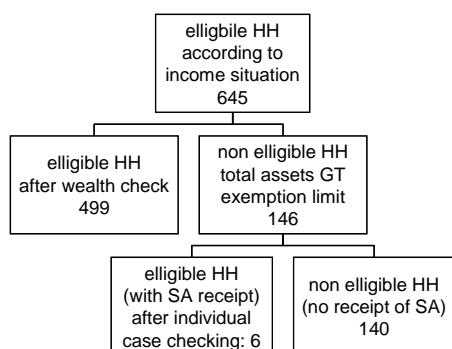 elligbile HH
according to
income situation
645
elligible HH
after wealth check
499
non elligible HH
total assets GT
exemption limit
146
elligible HH
(with SA receipt)
after individual
case checking: 6
non elligible HH
(no receipt of SA)
140